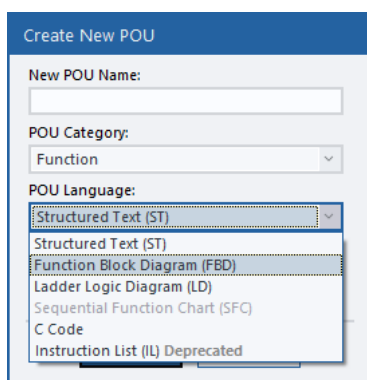 Create New POU
New POU Name:
POU Category:
Function
POU Language:
Structured Text (ST)
Structured Text (ST)
Function Block Diagram (FBD)
Ladder Logic Diagram (LD)
Sequential Function Chart (SFC)
C Code
Instruction List (IL) Deprecated